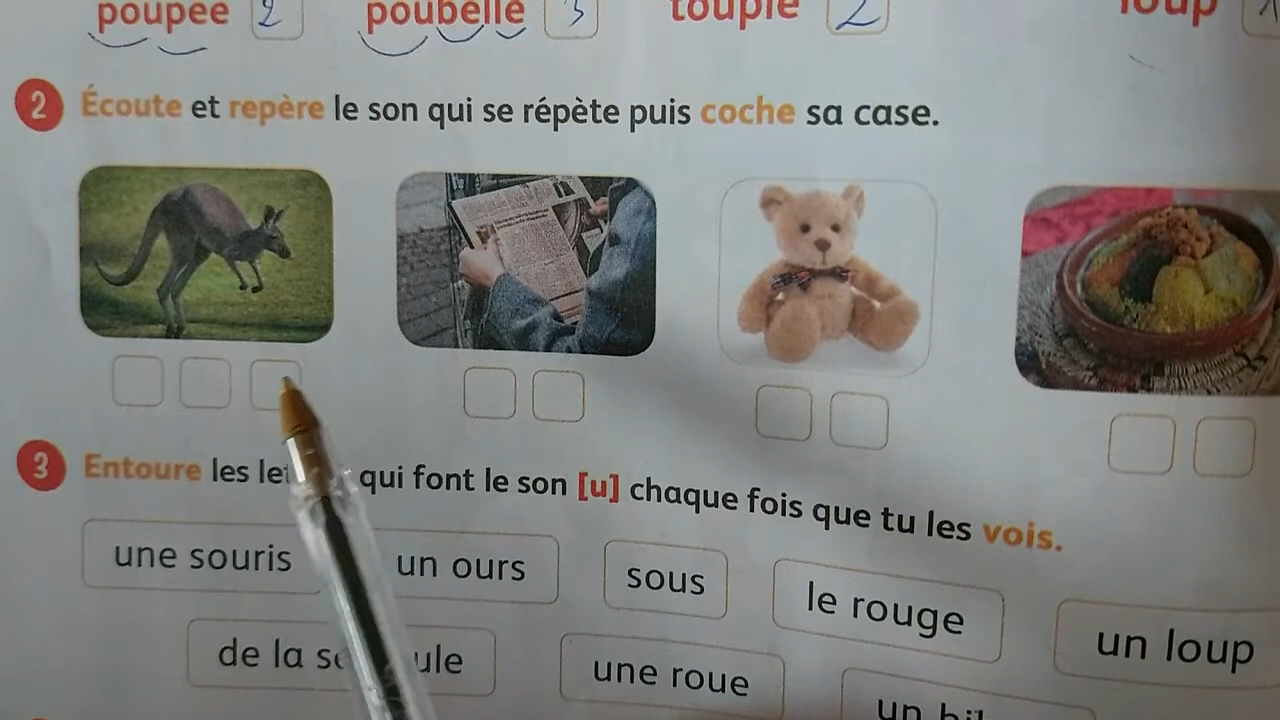 poupée 2 poubelle 3 toupie 2 loup 1
2 Écoute et repère le son qui se répète puis coche sa case.
3 Entoure les qui font le son [u] chaque fois que tu les vois.
une souris un ours sous le rouge un loup
de la une roue
un